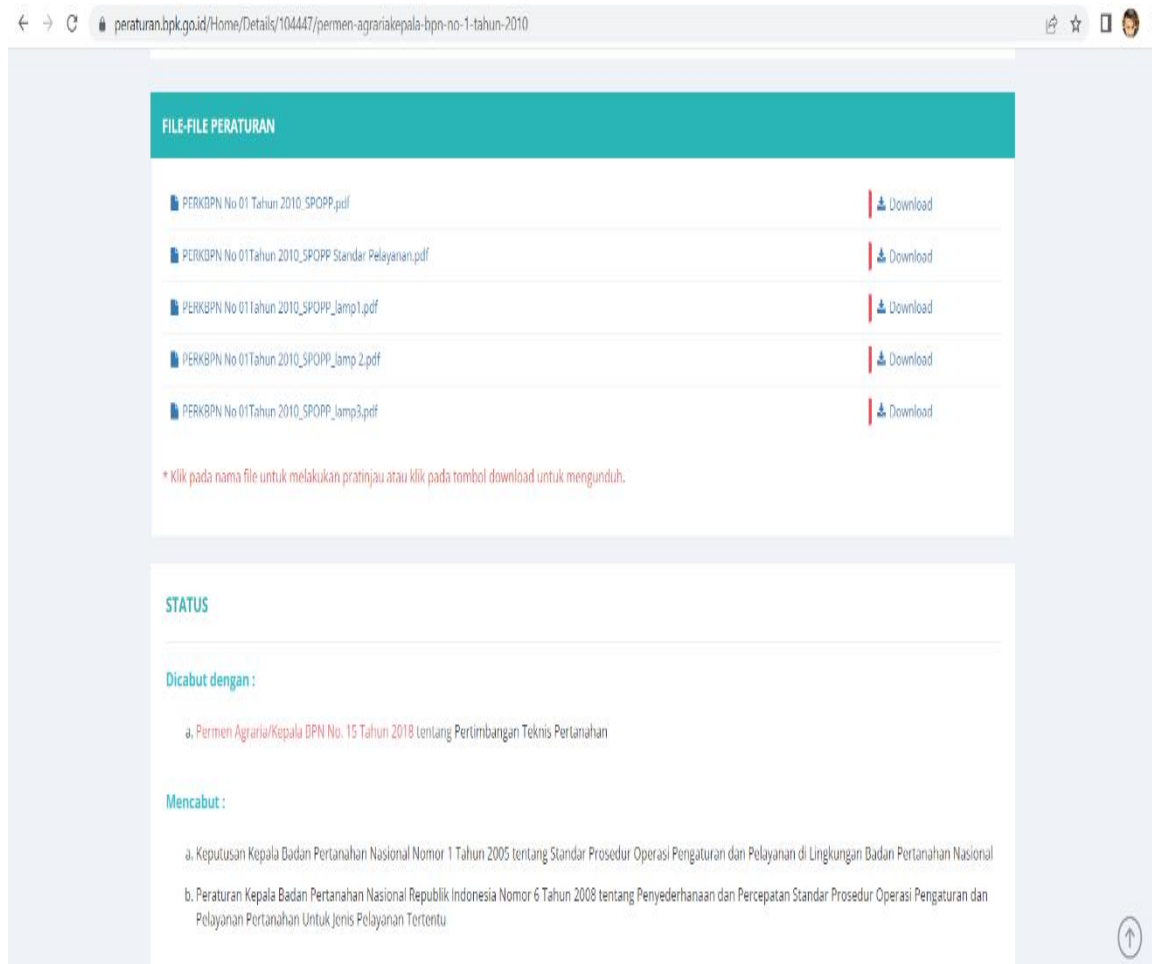 peraturan.bpk.go.id/Home/Details/104447/permen-agrariakepala-bpn-no-1-tahun-2010
FILE-FILE PERATURAN
PERKBPN No 01 Tahun 2010_SPOPP.pdf
Download
PERKBPN No 01Tahun 2010_SPOPP Standar Pelayanan.pdf
Download
PERKBPN No 01Tahun 2010_SPOPP_lamp1.pdf
Download
PERKBPN No 01Tahun 2010_SPOPP_lamp 2.pdf
Download
PERKBPN No 01Tahun 2010_SPOPP_lamp3.pdf
Download
* Klik pada nama file untuk melakukan pratinjau atau klik pada tombol download untuk mengunduh.
STATUS
Dicabut dengan :
a. Permen Agraria/Kepala BPN No. 15 Tahun 2018 tentang Pertimbangan Teknis Pertanahan
Mencabut :
a. Keputusan Kepala Badan Pertanahan Nasional Nomor 1 Tahun 2005 tentang Standar Prosedur Operasi Pengaturan dan Pelayanan di Lingkungan Badan Pertanahan Nasional
b. Peraturan Kepala Badan Pertanahan Nasional Republik Indonesia Nomor 6 Tahun 2008 tentang Penyederhanaan dan Percepatan Standar Prosedur Operasi Pengaturan dan
Pelayanan Pertanahan Untuk Jenis Pelayanan Tertentu